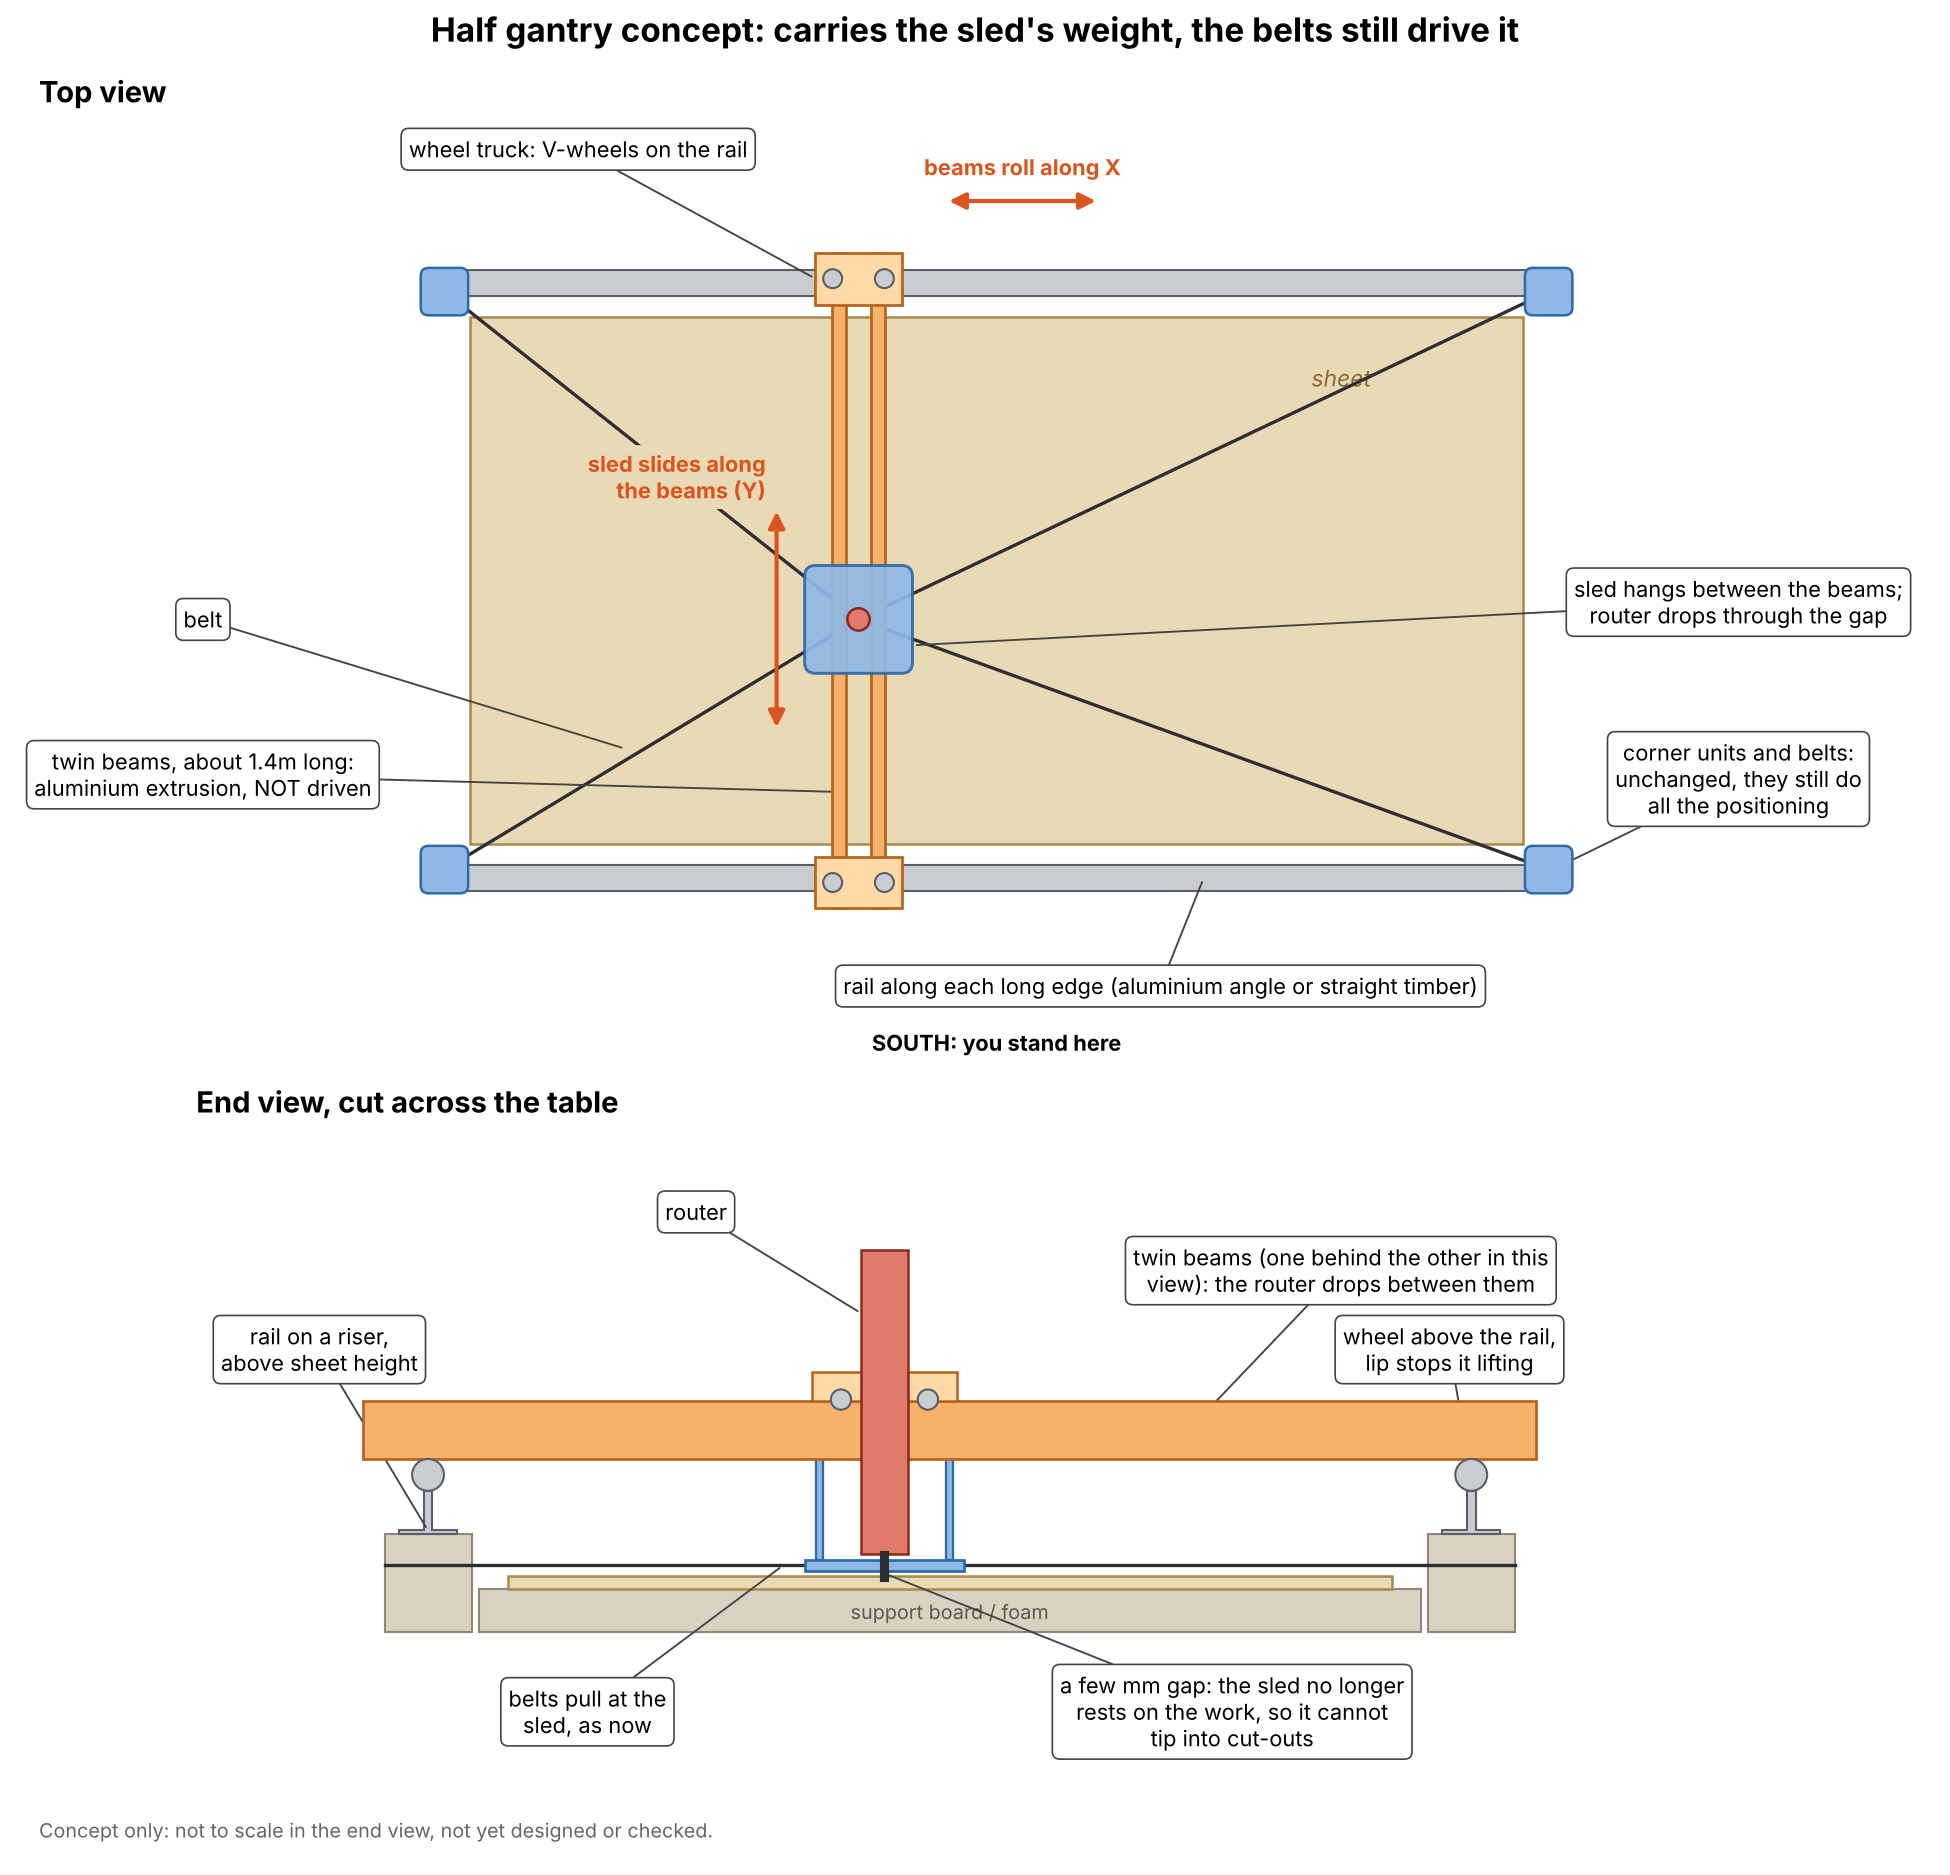 Half gantry concept: carries the sled's weight, the belts still drive it
Top view
wheel truck: V-wheels on the rail
beams roll along X
sheet
sled slides along
the beams (Y)
belt
sled hangs between the beams;
router drops through the gap
twin beams, about 1.4m long:
aluminium extrusion, NOT driven
corner units and belts:
unchanged, they still do
all the positioning
rail along each long edge (aluminium angle or straight timber)
SOUTH: you stand here
End view, cut across the table
router
twin beams (one behind the other in this
view): the router drops between them
rail on a riser,
above sheet height
wheel above the rail,
lip stops it lifting
support board / foam
belts pull at the
sled, as now
a few mm gap: the sled no longer
rests on the work, so it cannot
tip into cut-outs
Concept only: not to scale in the end view, not yet designed or checked.